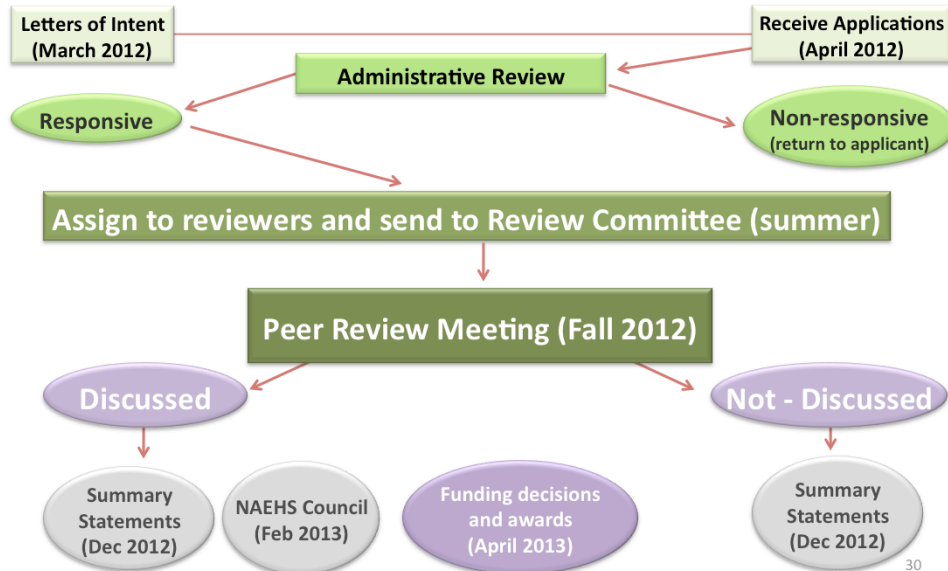 Letters of Intent
(March 2012)
Receive Applications
(April 2012)
Administrative Review
Responsive
Non-responsive
(return to applicant)
Assign to reviewers and send to Review Committee (summer)
Peer Review Meeting (Fall 2012)
Discussed
Not - Discussed
Summary
Statements
(Dec 2012)
NAEHS Council
(Feb 2013)
Funding decisions
and awards
(April 2013)
Summary
Statements
(Dec 2012)
30